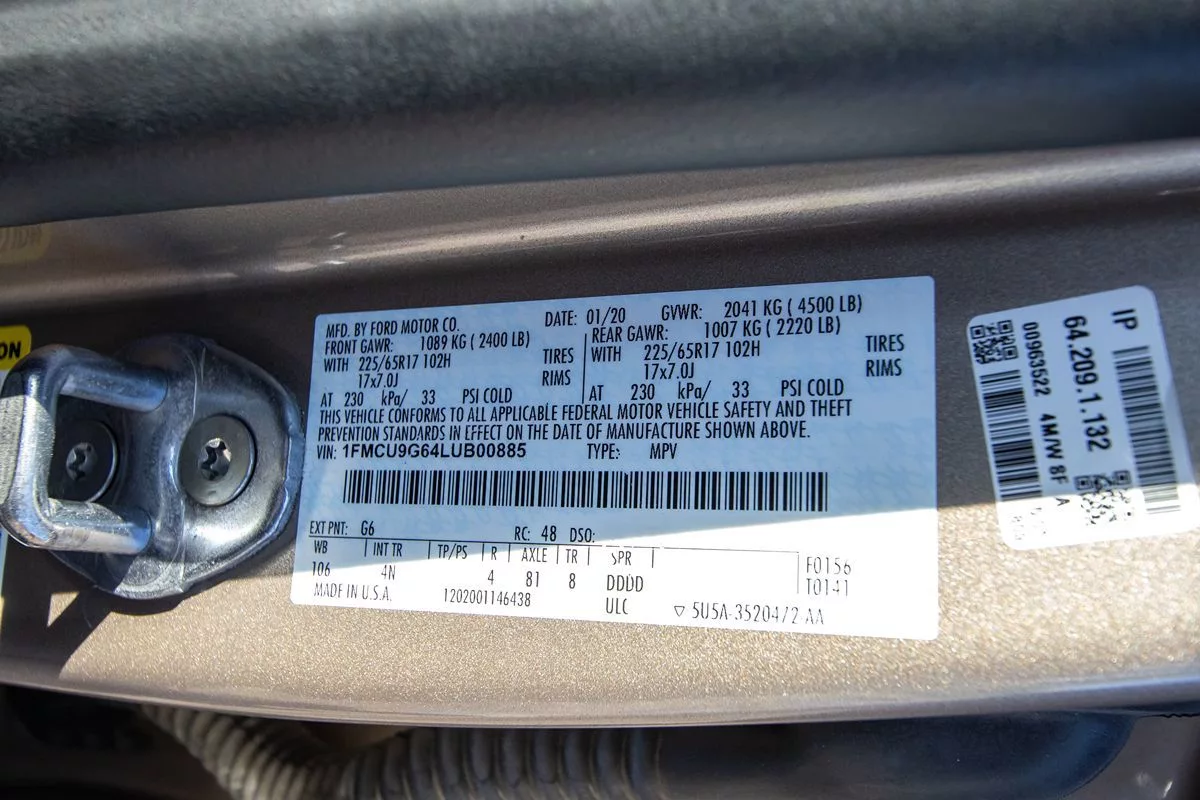 MFD. BY FORD MOTOR CO.
DATE: 01/20 GVWR: 2041 KG ( 4500 LB)
FRONT GAWR: 1089 KG ( 2400 LB)
WITH 225/65R17 102H TIRES
17x7.0J RIMS
AT 230 kPa/ 33 PSI COLD
REAR GAWR: 1007 KG ( 2220 LB)
WITH 225/65R17 102H TIRES
17x7.0J RIMS
AT 230 kPa/ 33 PSI COLD
THIS VEHICLE CONFORMS TO ALL APPLICABLE FEDERAL MOTOR VEHICLE SAFETY AND THEFT
PREVENTION STANDARDS IN EFFECT ON THE DATE OF MANUFACTURE SHOWN ABOVE.
VIN: 1FMCU9G64LUB00885 TYPE: MPV
EXT PNT: G6 RC: 48 DSO:
WB INT TR TP/PS R AXLE TR SPR
106 4N 4 81 8 DDDD
F0156
T0141
MADE IN U.S.A. 1202001146438 ULC
5U5A-3520472-AA
IP
64.209.1.132
00963522 4M/W 8F A
ON